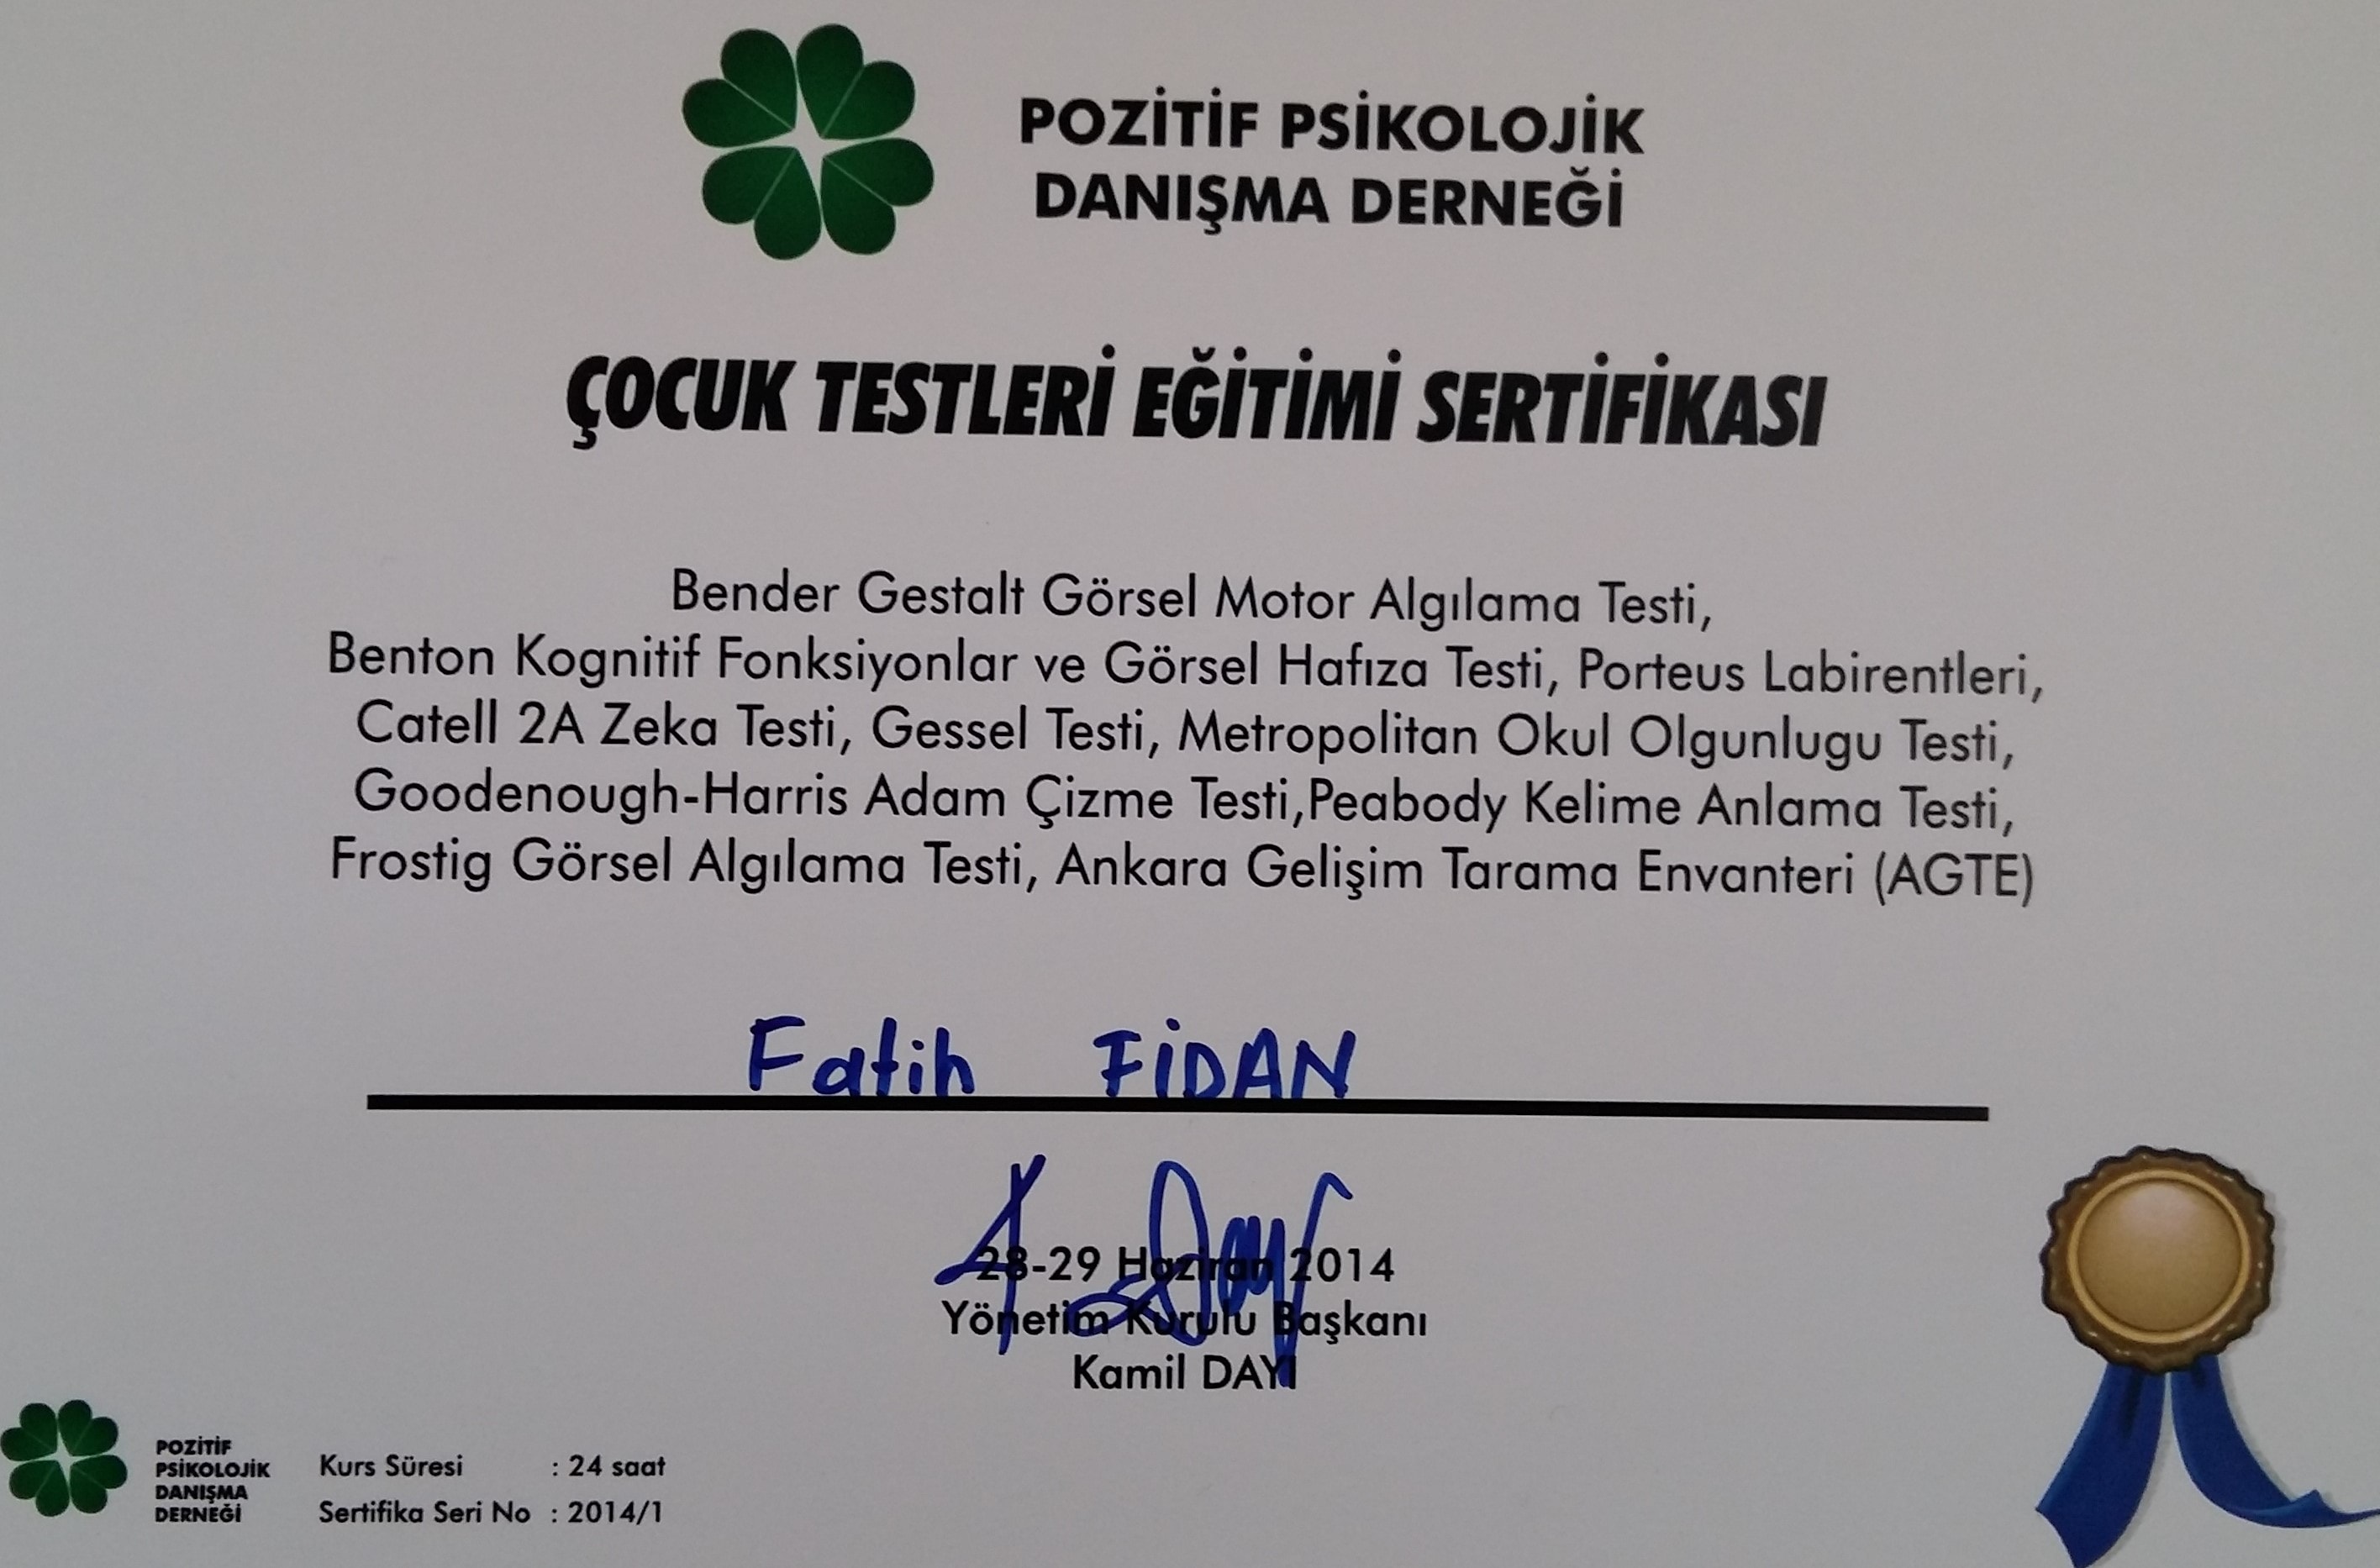 POZİTİF PSİKOLOJİK
DANIŞMA DERNEĞİ
ÇOCUK TESTLERİ EĞİTİMİ SERTİFİKASI
Bender Gestalt Görsel Motor Algılama Testi,
Benton Kognitif Fonksiyonlar ve Görsel Hafıza Testi, Porteus Labirentleri,
Catell 2A Zeka Testi, Gessel Testi, Metropolitan Okul Olgunlugu Testi,
Goodenough-Harris Adam Çizme Testi,Peabody Kelime Anlama Testi,
Frostig Görsel Algılama Testi, Ankara Gelişim Tarama Envanteri (AGTE)
Fatih FİDAN
28-29 Haziran 2014
Yönetim Kurulu Başkanı
Kamil DAYI
POZİTİF
PSİKOLOJİK
DANIŞMA
DERNEĞİ
Kurs Süresi : 24 saat
Sertifika Seri No : 2014/1